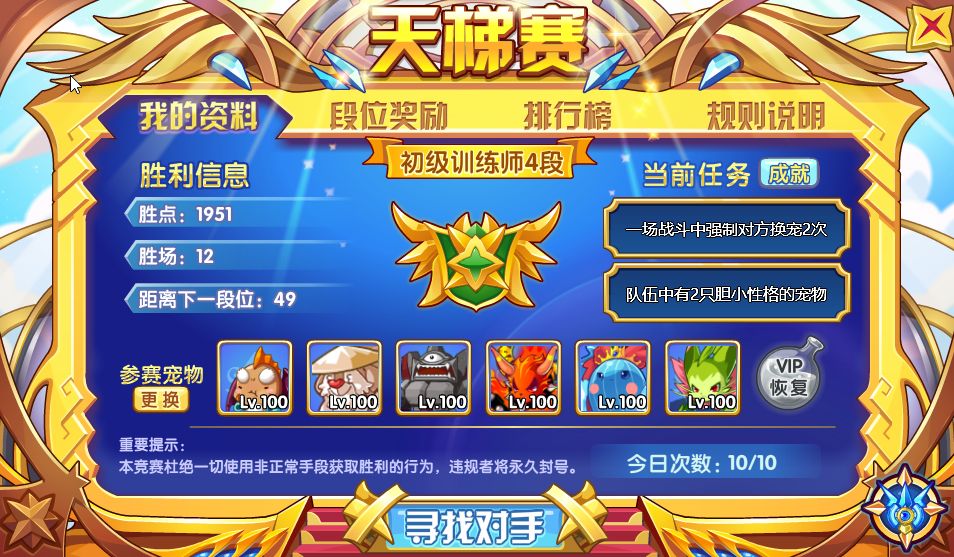 天梯赛
我的资料
段位奖励
排行榜
规则说明
初级训练师4段
胜利信息
胜点：1951
胜场：12
距离下一段位：49
当前任务
成就
一场战斗中强制对方换宠2次
队伍中有2只胆小性格的宠物
参赛宠物
更换
Lv.100
Lv.100
Lv.100
Lv.100
Lv.100
Lv.100
VIP
恢复
重要提示：
本竞赛杜绝一切使用非正常手段获取胜利的行为，违规者将永久封号。
今日次数：10/10
寻找对手